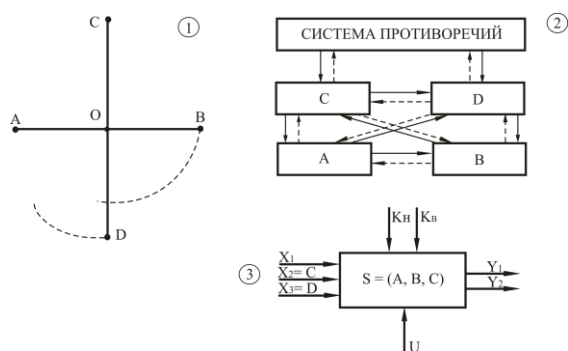 C
1
A
O
B
D
СИСТЕМА ПРОТИВОРЕЧИЙ
2
C
D
A
B
Kн
Kв
3
X1
X2= C
X3= D
S = (A, B, C)
Y1
Y2
U